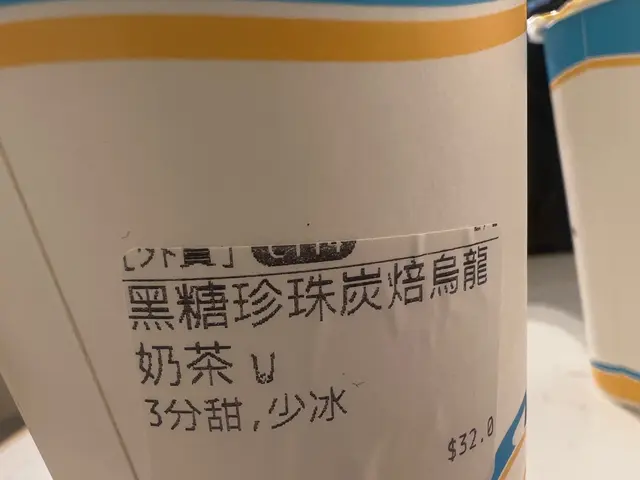 [外賣]
黑糖珍珠炭焙烏龍
奶茶 U
3分甜,少冰
$32.0